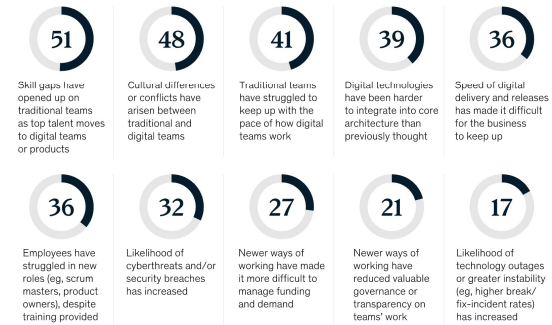 51
48
41
39
36
Skill gaps have
opened up on
traditional teams
as top talent moves
to digital teams
or products
Cultural differences
or conflicts have
arisen between
traditional and
digital teams
Traditional teams
have struggled to
keep up with the
pace of how digital
teams work
Digital technologies
have been harder
to integrate into core
architecture than
previously thought
Speed of digital
delivery and releases
has made it difficult
for the business
to keep up
36
32
27
21
17
Employees have
struggled in new
roles (eg, scrum
masters, product
owners), despite
training provided
Likelihood of
cyberthreats and/or
security breaches
has increased
Newer ways of
working have made
it more difficult to
manage funding
and demand
Newer ways of
working have
reduced valuable
governance or
transparency on
teams' work
Likelihood of
technology outages
or greater instability
(eg, higher break/
fix-incident rates)
has increased